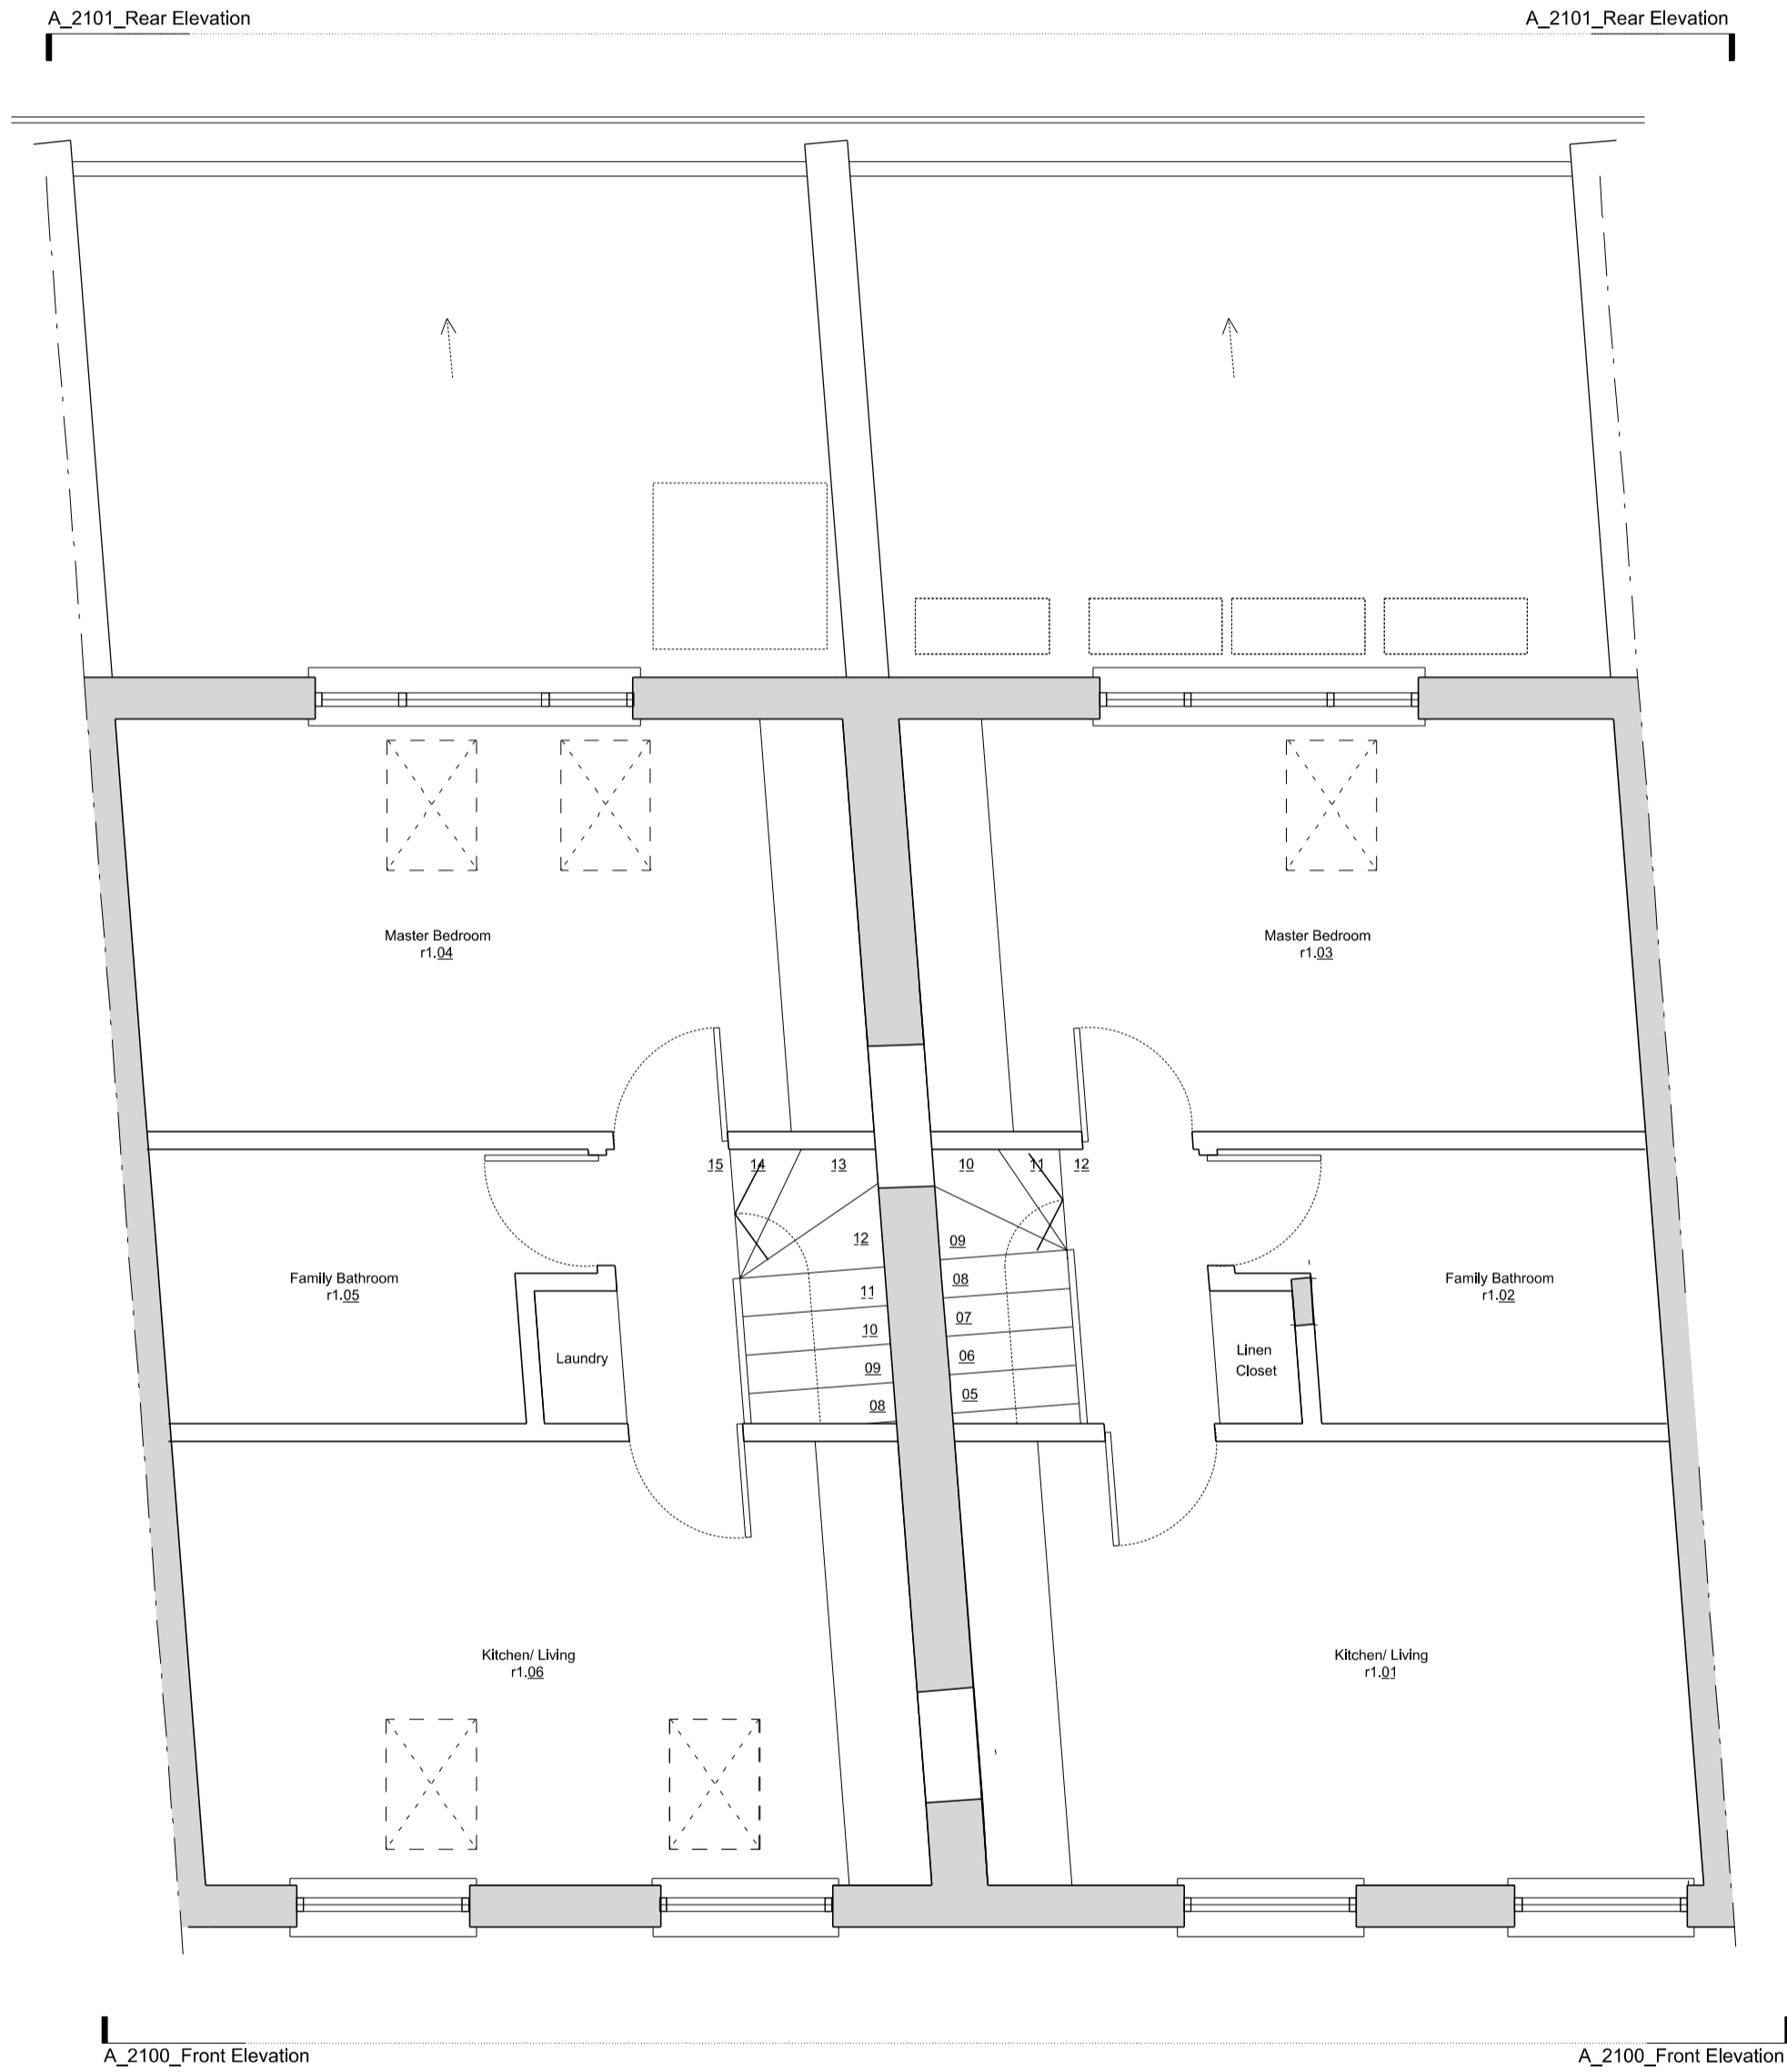 A_2101_Rear Elevation
A_2101_Rear Elevation
Master Bedroom
r1.04
Master Bedroom
r1.03
15
14
13
10
11
12
12
09
11
08
10
07
09
06
08
05
Family Bathroom
r1.05
Family Bathroom
r1.02
Laundry
Linen
Closet
Kitchen/ Living
r1.06
Kitchen/ Living
r1.01
A_2100_Front Elevation
A_2100_Front Elevation